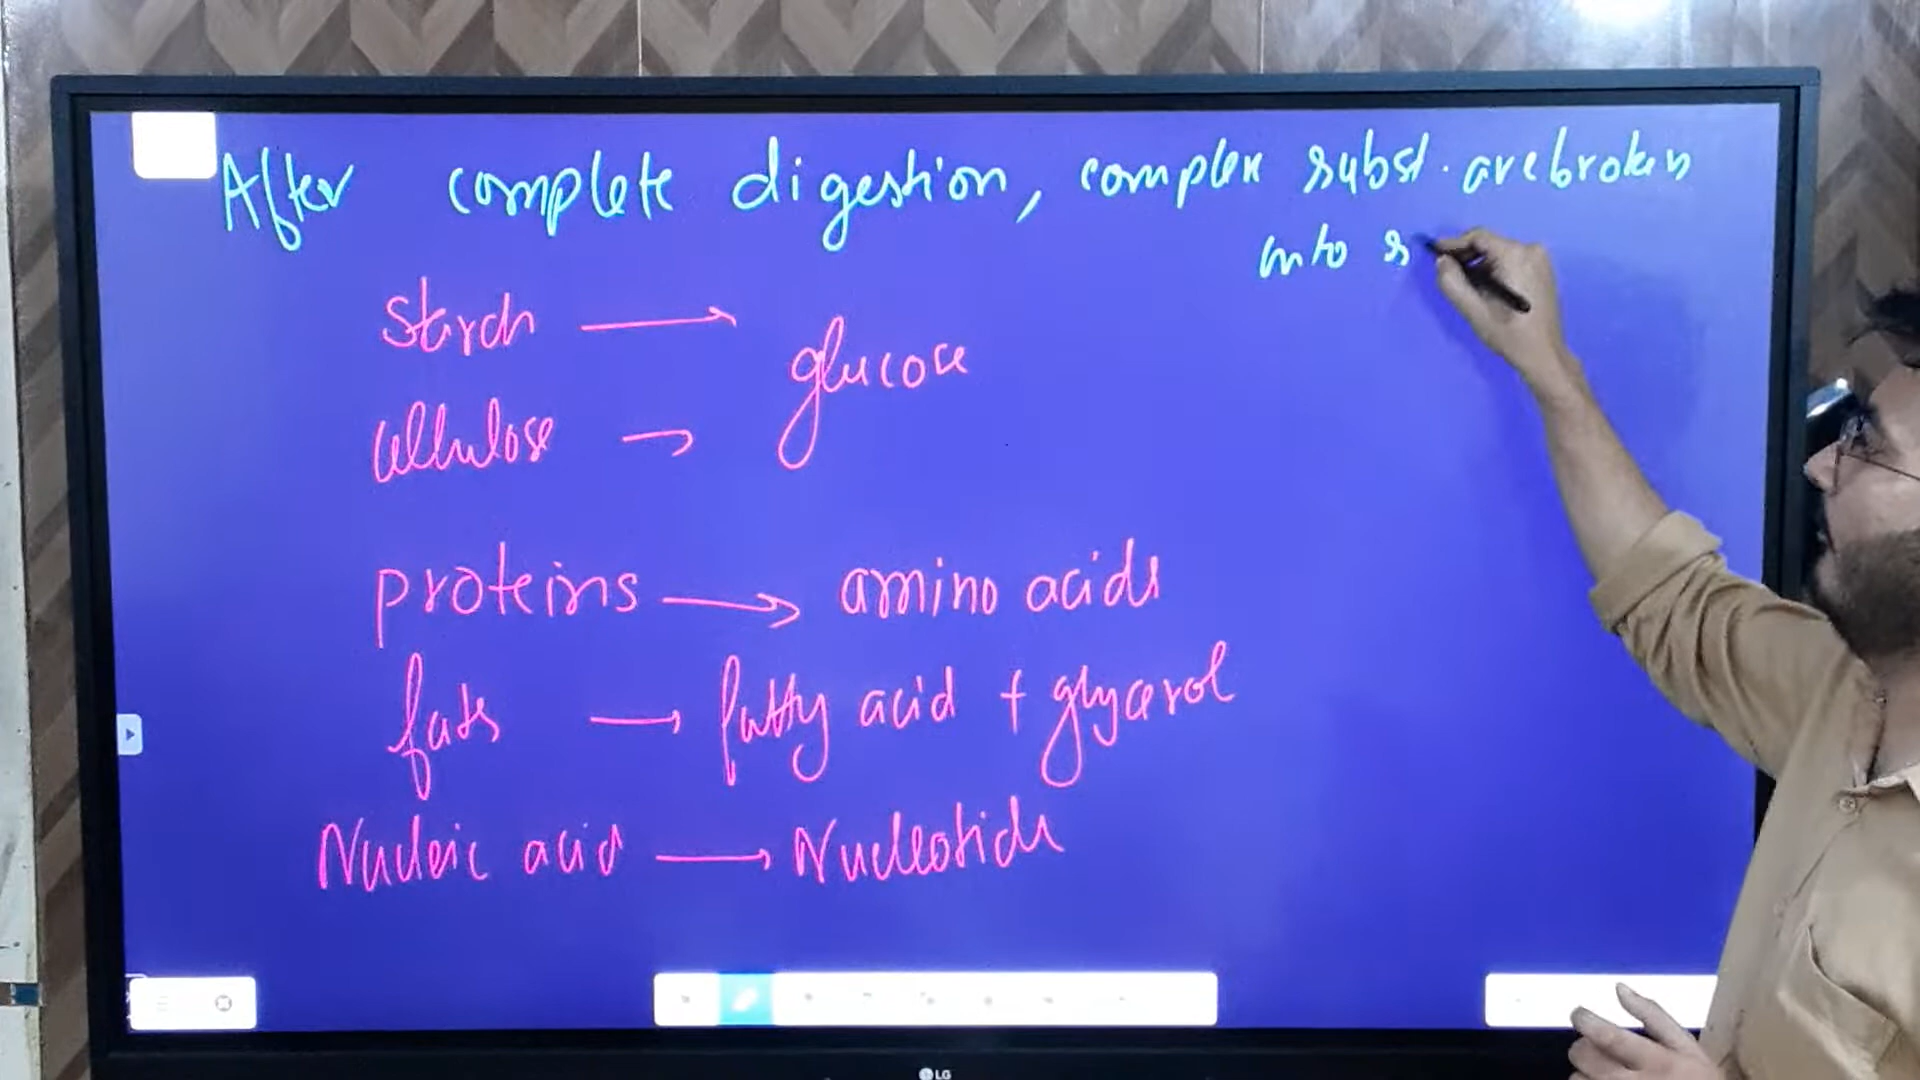 After complete digestion, complex subst. are broken
into s
Starch → glucose
cellulose →
proteins → amino acids
fats → fatty acid + glycerol
Nucleic acid → Nucleotide
LG